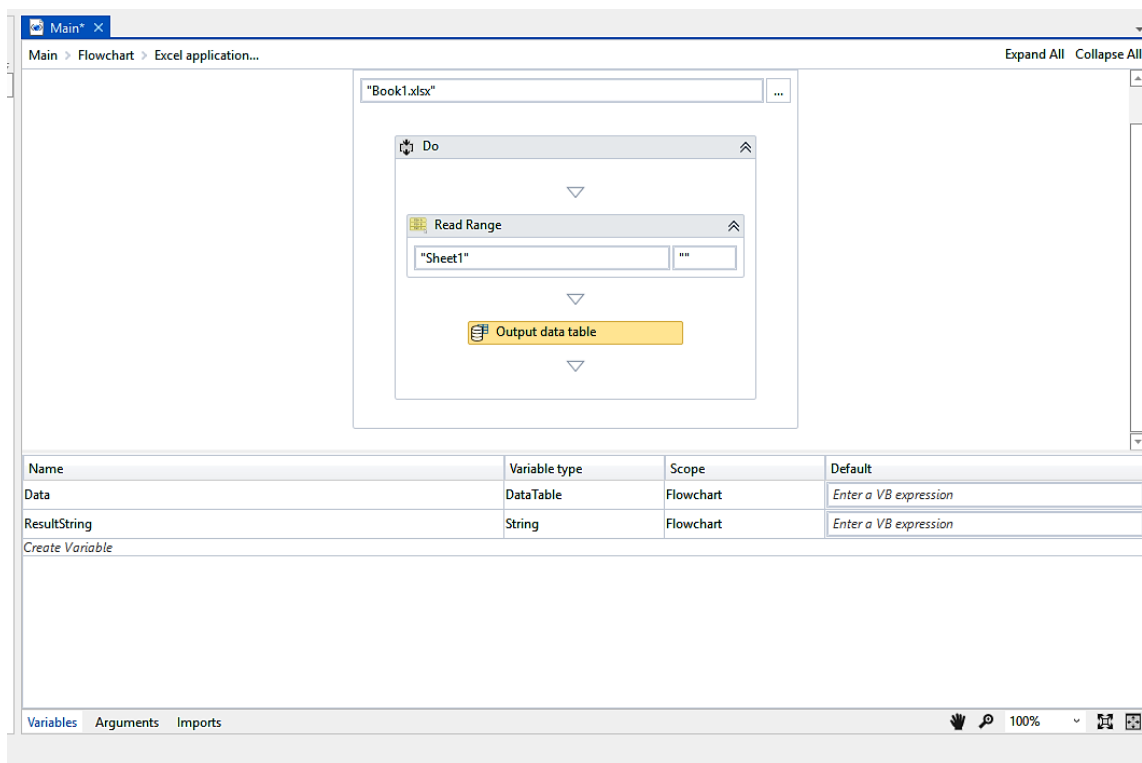 Main*
Main > Flowchart > Excel application... Expand All Collapse All
"Book1.xlsx" ...
Do
Read Range
"Sheet1" ""
Output data table
Name Variable type Scope Default
Data DataTable Flowchart Enter a VB expression
ResultString String Flowchart Enter a VB expression
Create Variable
Variables Arguments Imports 100%